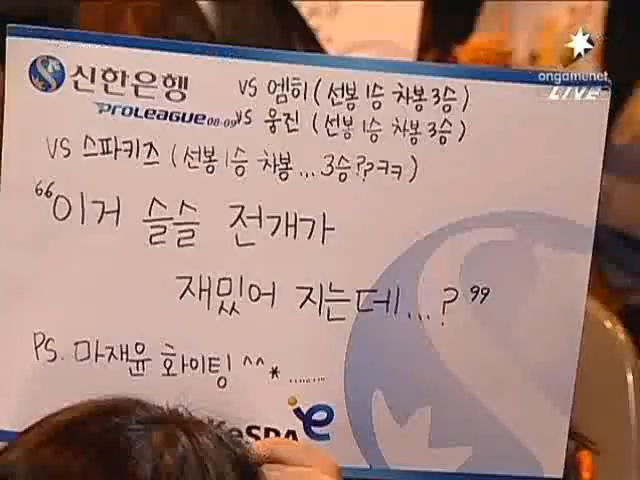 ongamenet
LIVE
신한은행
PROLEAGUE 08-09
vs 엠히 (선봉 1승 차봉 3승)
vs 웅진 (선봉 1승 차봉 3승)
vs 스파키즈 (선봉 1승 차봉... 3승??ㅋㅋ)
"이거 슬슬 전개가
재밌어 지는데...?"
PS. 마재윤 화이팅 ^^* ........
KeSPA e